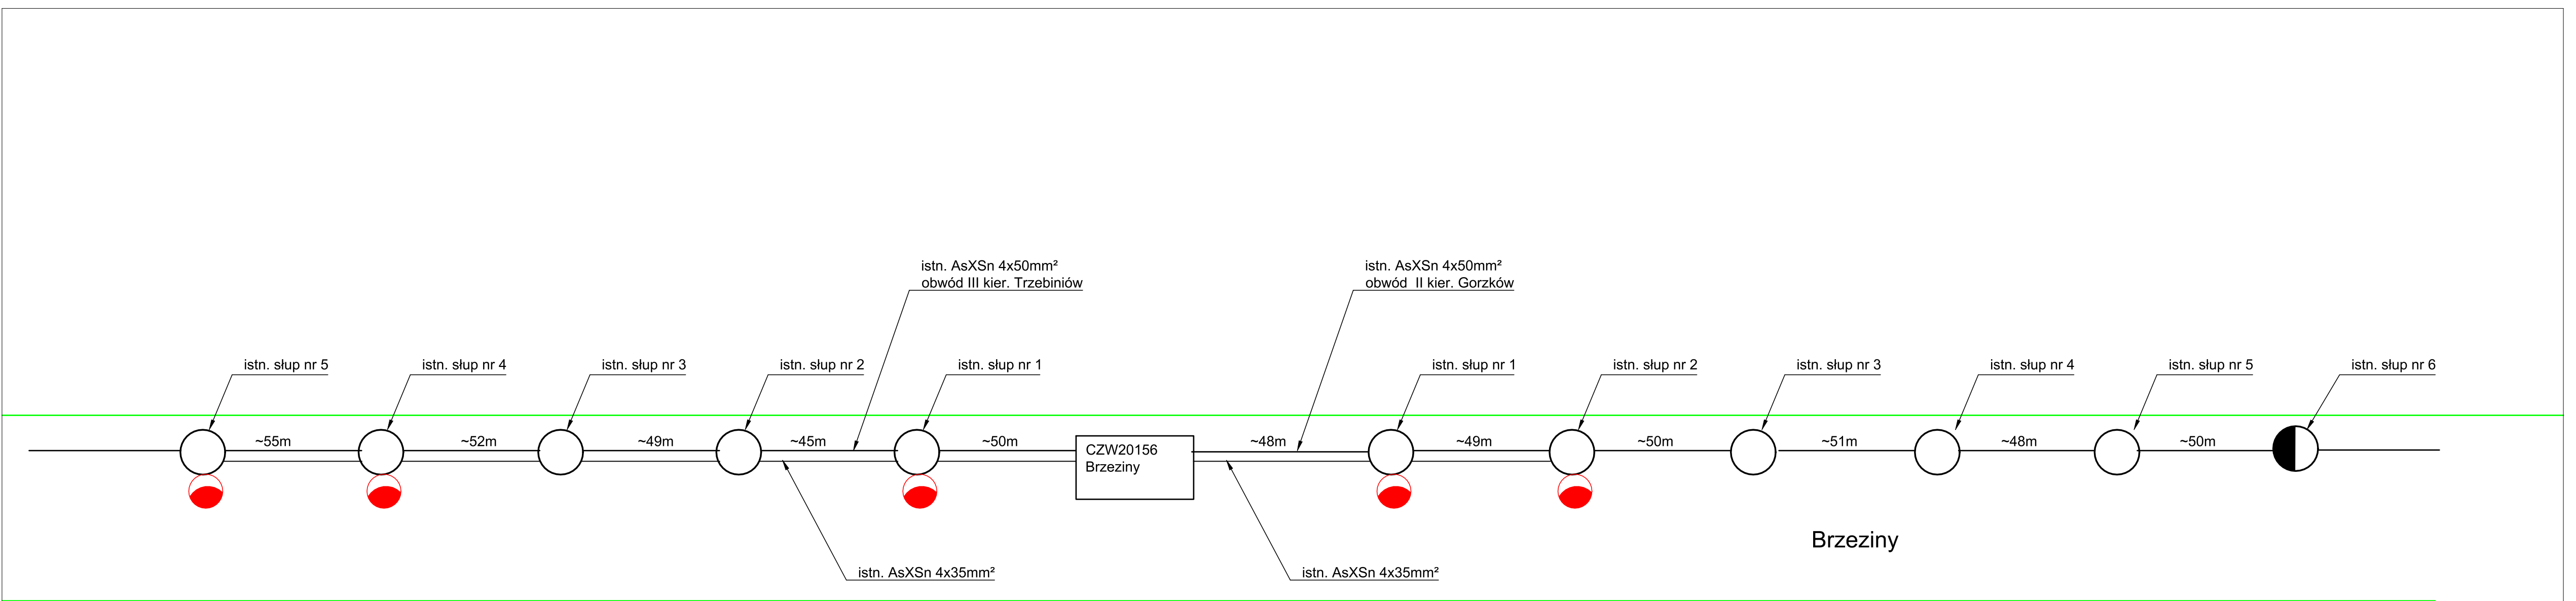 istn. AsXSn 4x50mm²
obwód III kier. Trzebiniów
istn. AsXSn 4x50mm²
obwód  II kier. Gorzków
istn. słup nr 5
istn. słup nr 4
istn. słup nr 3
istn. słup nr 2
istn. słup nr 1
istn. słup nr 1
istn. słup nr 2
istn. słup nr 3
istn. słup nr 4
istn. słup nr 5
istn. słup nr 6
~55m
~52m
~49m
~45m
~50m
CZW20156
Brzeziny
~48m
~49m
~50m
~51m
~48m
~50m
Brzeziny
istn. AsXSn 4x35mm²
istn. AsXSn 4x35mm²